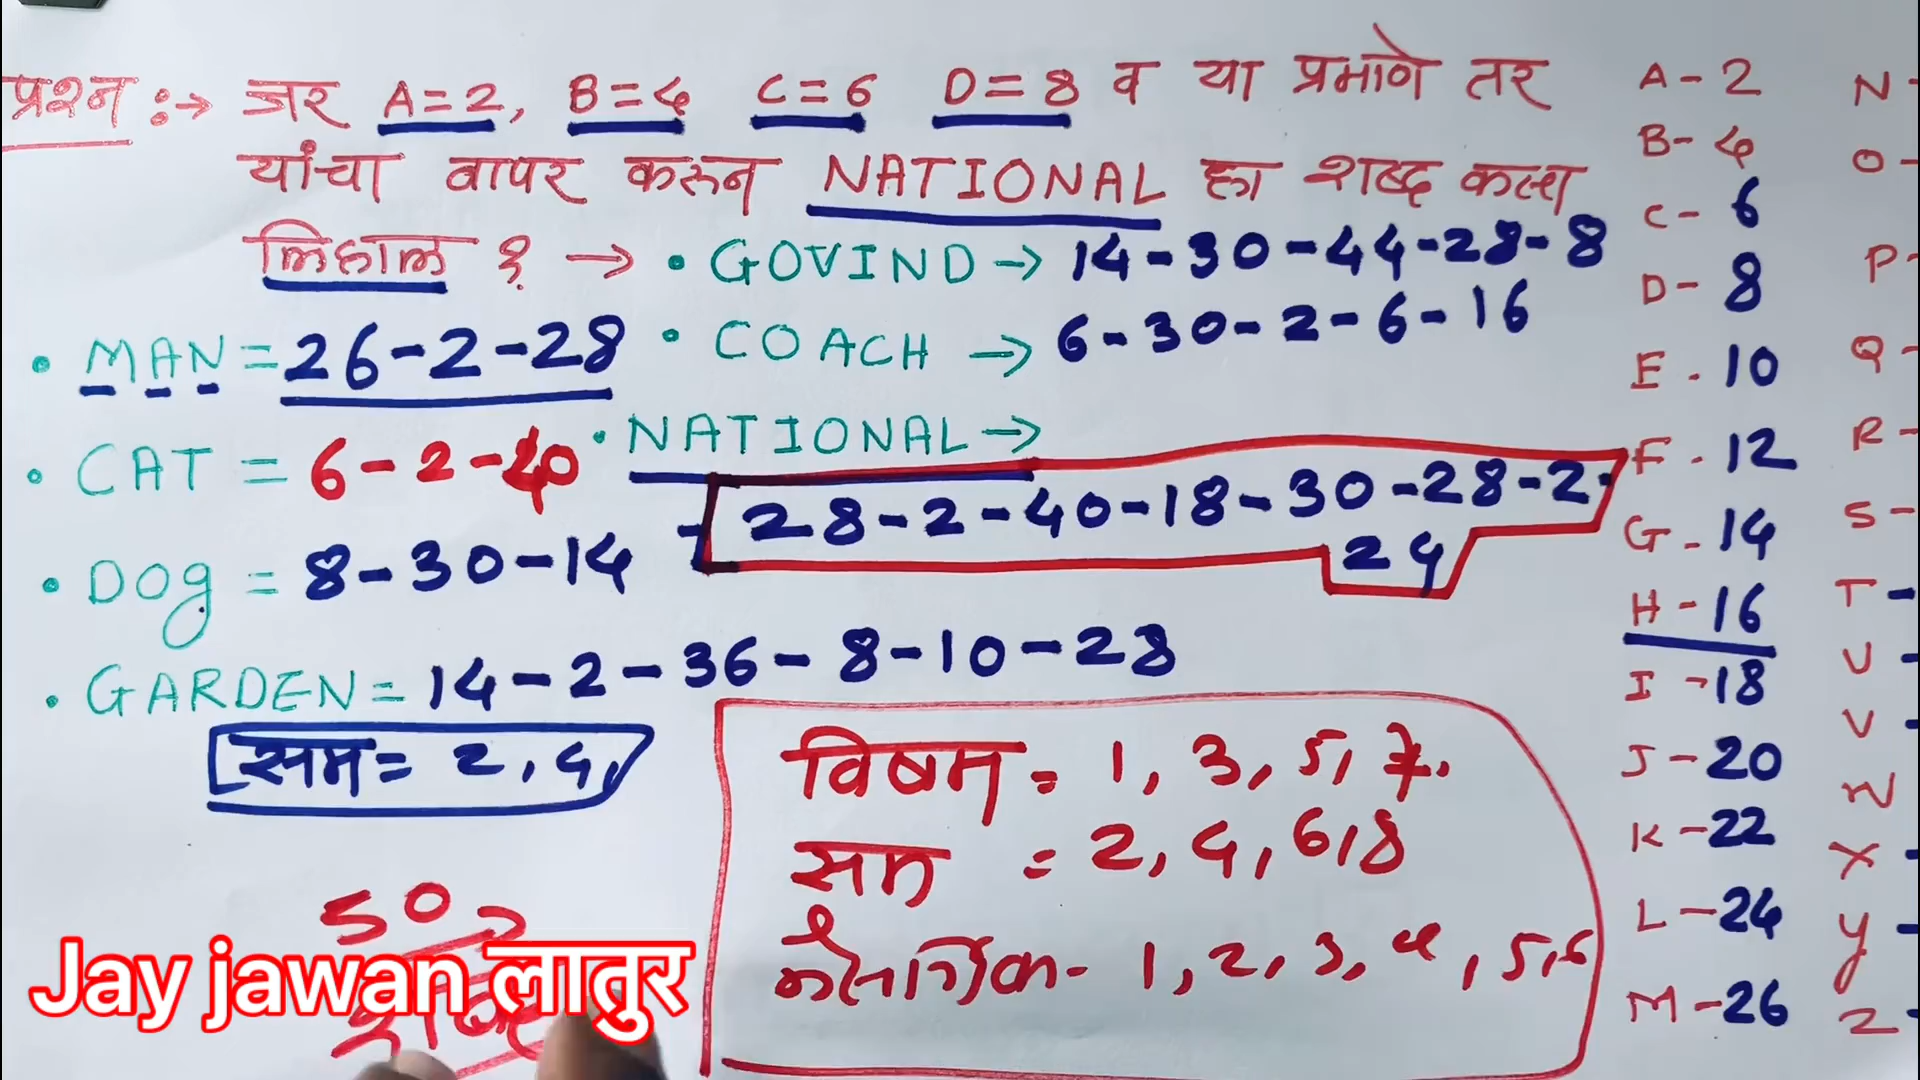 प्रश्न :→ जर A=2, B=4 C=6 D=8 व या प्रमाणे तर
यांचा वापर करुन NATIONAL हा शब्द कसा
लिहाल ? →
• GOVIND → 14-30-44-28-8
• COACH → 6-30-2-6-16
• MAN = 26-2-28
• CAT = 6-2-40
• DOg = 8-30-14
• GARDEN = 14-2-36-8-10-28
• NATIONAL →
28-2-40-18-30-28-2-
24
सम = 2, 4,
विषम = 1, 3, 5, 7.
सम = 2, 4, 6, 8
नैसर्गिक - 1, 2, 3, 4, 5, 6
50
शब्द
Jay jawan लातुर
A - 2
B - 4
C - 6
D - 8
E - 10
F - 12
G - 14
H - 16
I - 18
J - 20
K - 22
L - 24
M - 26
N -
O -
P -
Q -
R -
S -
T -
U -
V -
W
X -
Y -
Z -